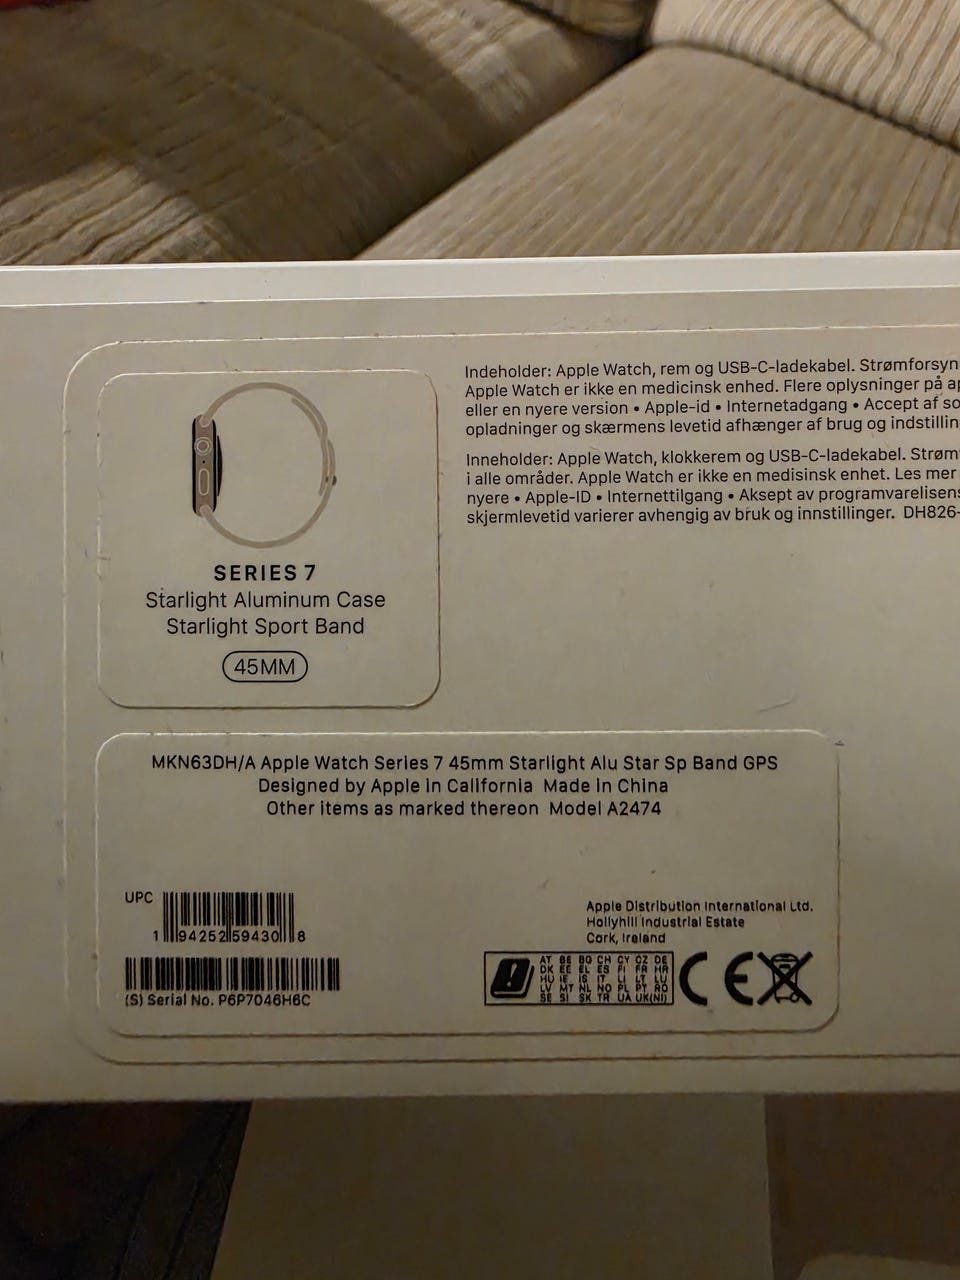 Indeholder: Apple Watch, rem og USB-C-ladekabel. Strømforsyn
Apple Watch er ikke en medicinsk enhed. Flere oplysninger på ap
eller en nyere version • Apple-id • Internetadgang • Accept af so
opladninger og skærmens levetid afhænger af brug og indstillin
Inneholder: Apple Watch, klokkerem og USB-C-ladekabel. Strøm
i alle områder. Apple Watch er ikke en medisinsk enhet. Les mer
nyere • Apple-ID • Internettilgang • Aksept av programvarelisens
skjermlevetid varierer avhengig av bruk og innstillinger. DH826-
SERIES 7
Starlight Aluminum Case
Starlight Sport Band
45MM
MKN63DH/A Apple Watch Series 7 45mm Starlight Alu Star Sp Band GPS
Designed by Apple in California Made in China
Other items as marked thereon Model A2474
UPC
1 94252 59430 8
(S) Serial No. P6P7046H6C
Apple Distribution International Ltd.
Hollyhill Industrial Estate
Cork, Ireland
AT BE BG CH CY CZ DE
DK EE EL ES FI FR HR
HU IE IS IT LI LT LU
LV MT NL NO PL PT RO
SE SI SK TR UA UK(NI)
CE